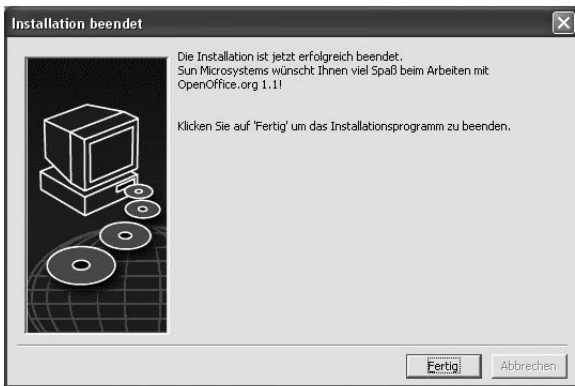 Installation beendet
Die Installation ist jetzt erfolgreich beendet.
Sun Microsystems wünscht Ihnen viel Spaß beim Arbeiten mit
OpenOffice.org 1.1!
Klicken Sie auf 'Fertig' um das Installationsprogramm zu beenden.
Fertig
Abbrechen